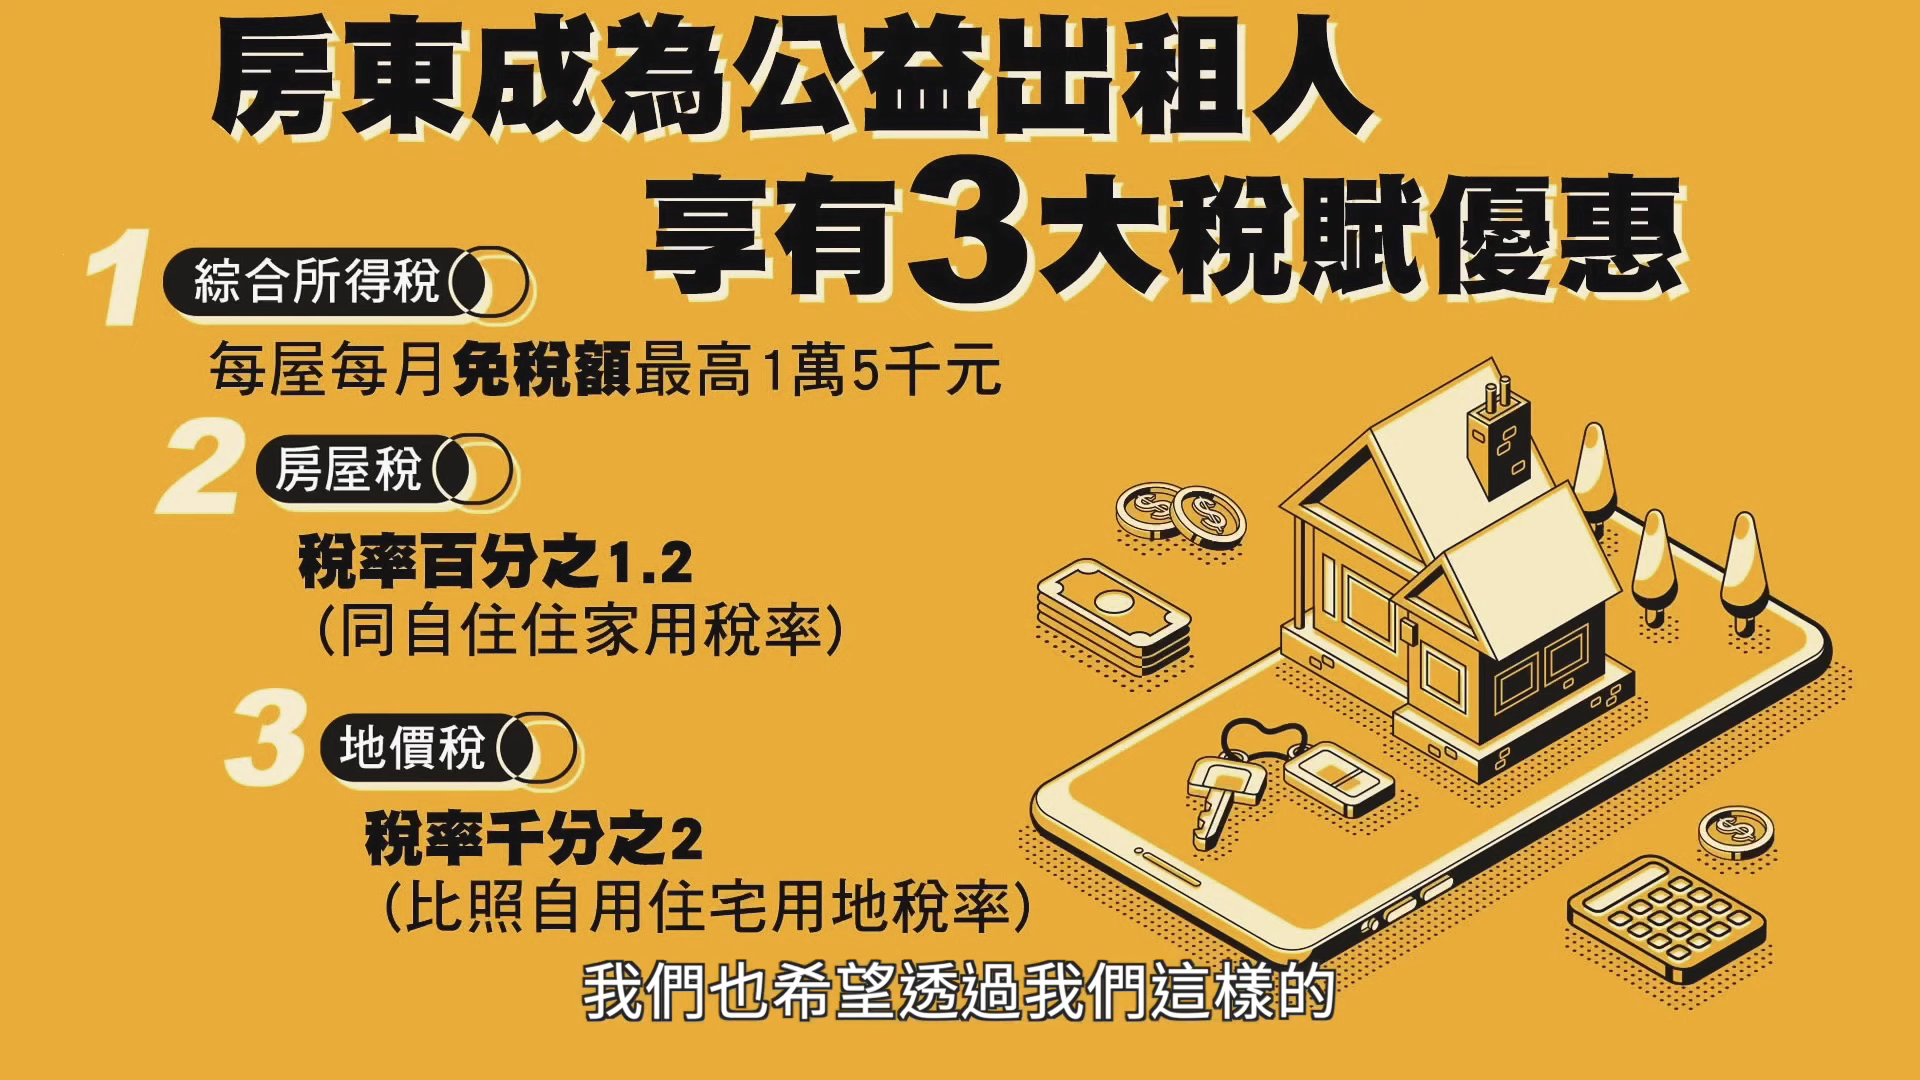 房東成為公益出租人
享有3大稅賦優惠
1 綜合所得稅
每屋每月免稅額最高1萬5千元
2 房屋稅
稅率百分之1.2
(同自住住家用稅率)
3 地價稅
稅率千分之2
(比照自用住宅用地稅率)
我們也希望透過我們這樣的